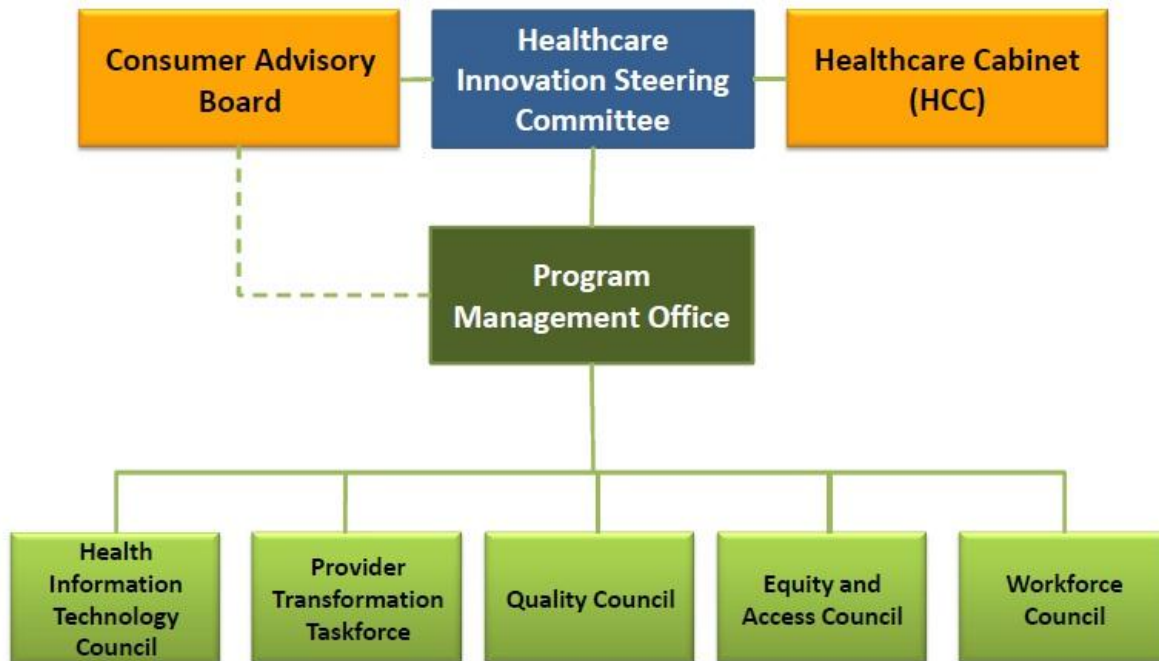 Consumer Advisory
Board
Healthcare
Innovation Steering
Committee
Healthcare Cabinet
(HCC)
Program
Management Office
Health
Information
Technology
Council
Provider
Transformation
Taskforce
Quality Council
Equity and
Access Council
Workforce
Council